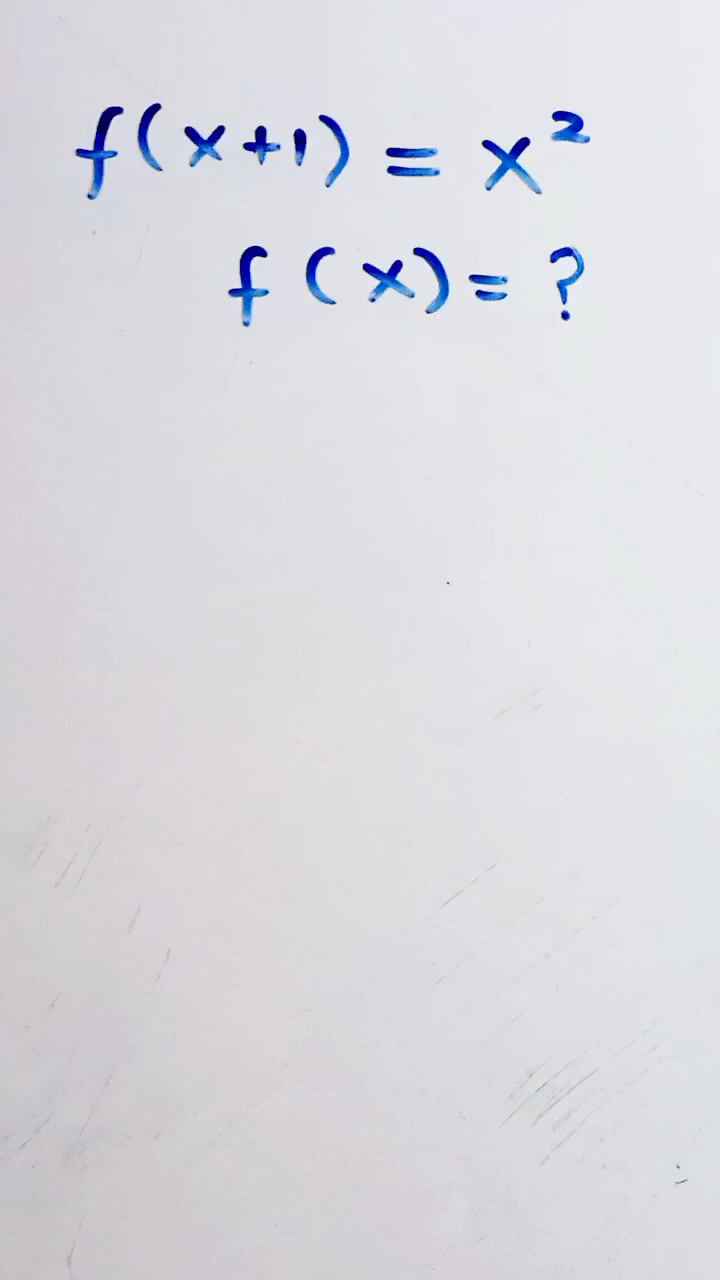 f(x+1) = x²
f(x) = ?